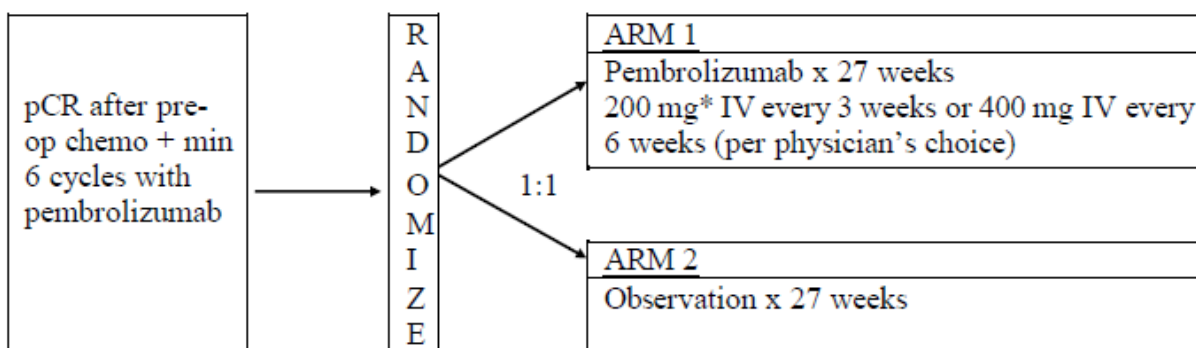 pCR after pre-
op chemo + min
6 cycles with
pembrolizumab
R
A
N
D
O
M
I
Z
E
1:1
ARM 1
Pembrolizumab x 27 weeks
200 mg* IV every 3 weeks or 400 mg IV every
6 weeks (per physician's choice)
ARM 2
Observation x 27 weeks